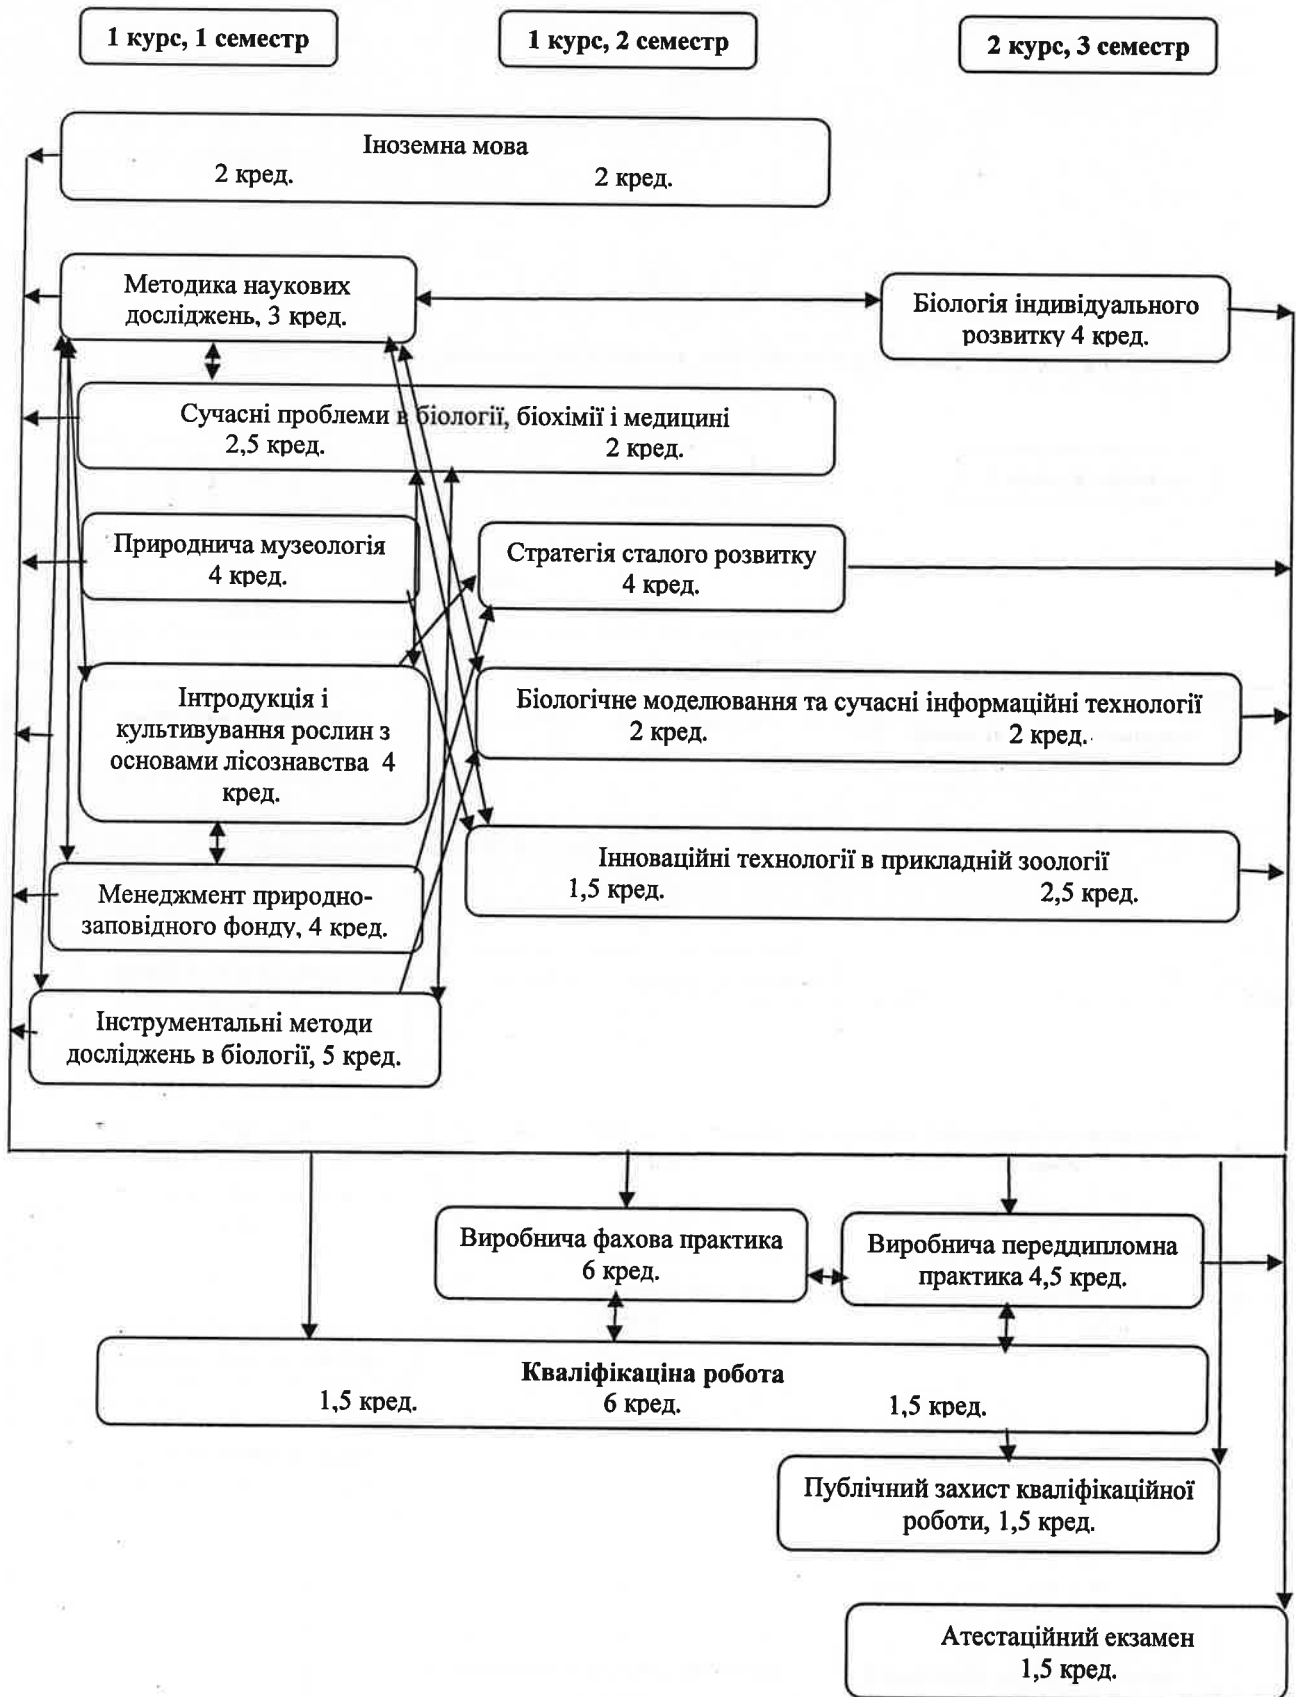 1 курс, 1 семестр
1 курс, 2 семестр
2 курс, 3 семестр
Іноземна мова
2 кред. 2 кред.
Методика наукових
досліджень, 3 кред.
Біологія індивідуального
розвитку 4 кред.
Сучасні проблеми в біології, біохімії і медицині
2,5 кред. 2 кред.
Природнича музеологія
4 кред.
Стратегія сталого розвитку
4 кред.
Інтродукція і
культивування рослин з
основами лісознавства 4
кред.
Біологічне моделювання та сучасні інформаційні технології
2 кред. 2 кред.
Інноваційні технології в прикладній зоології
1,5 кред. 2,5 кред.
Менеджмент природно-
заповідного фонду, 4 кред.
Інструментальні методи
досліджень в біології, 5 кред.
Виробнича фахова практика
6 кред.
Виробнича переддипломна
практика 4,5 кред.
Кваліфікаціна робота
1,5 кред. 6 кред. 1,5 кред.
Публічний захист кваліфікаційної
роботи, 1,5 кред.
Атестаційний екзамен
1,5 кред.